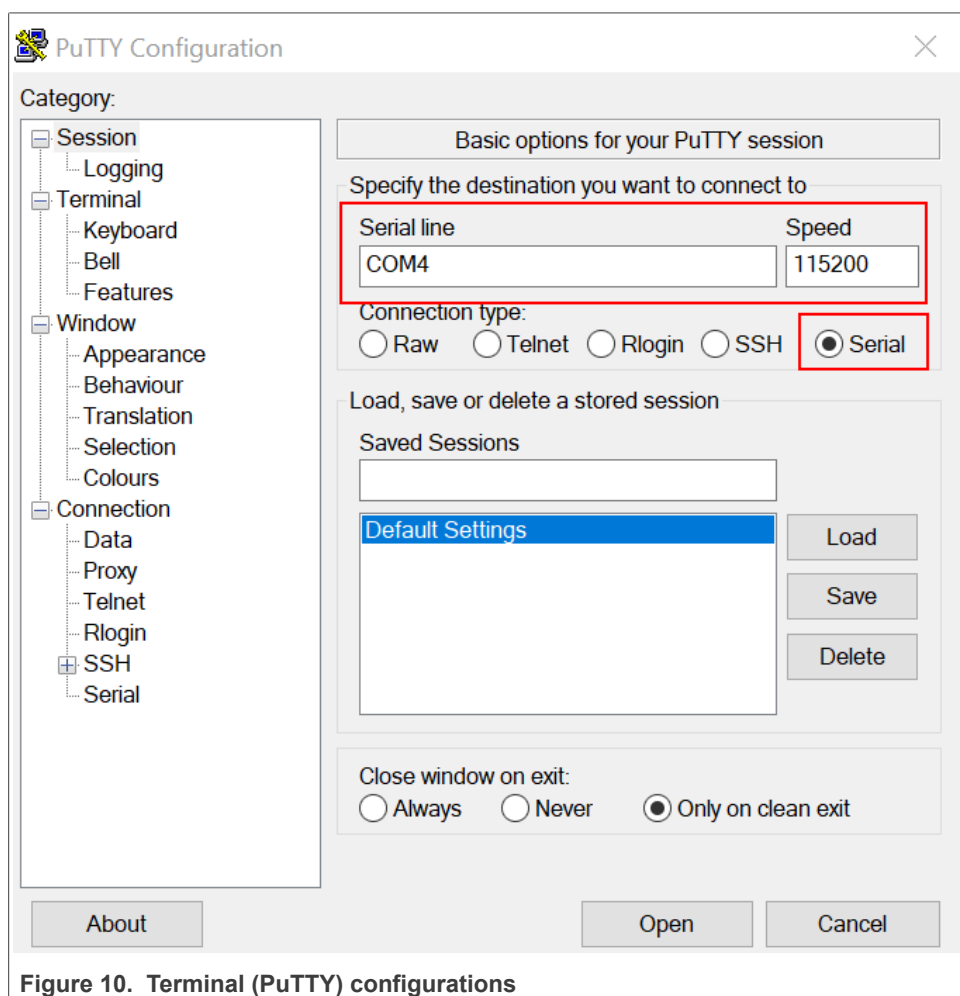 PuTTY Configuration
Category:
Session
Logging
Terminal
Keyboard
Bell
Features
Window
Appearance
Behaviour
Translation
Selection
Colours
Connection
Data
Proxy
Telnet
Rlogin
SSH
Serial
Basic options for your PuTTY session
Specify the destination you want to connect to
Serial line Speed
COM4 115200
Connection type:
Raw Telnet Rlogin SSH Serial
Load, save or delete a stored session
Saved Sessions
Default Settings
Load
Save
Delete
Close window on exit:
Always Never Only on clean exit
About Open Cancel
Figure 10. Terminal (PuTTY) configurations